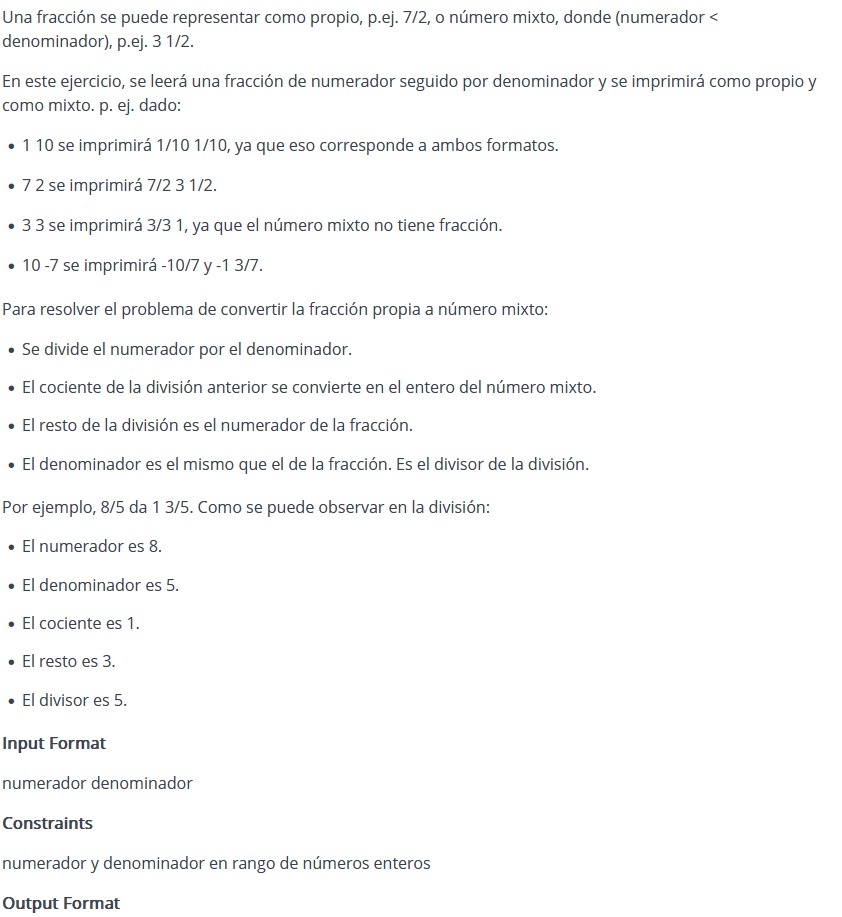 Una fracción se puede representar como propio, p.ej. 7/2, o número mixto, donde (numerador <
denominador), p.ej. 3 1/2.
En este ejercicio, se leerá una fracción de numerador seguido por denominador y se imprimirá como propio y
como mixto. p. ej. dado:
• 1 10 se imprimirá 1/10 1/10, ya que eso corresponde a ambos formatos.
• 7 2 se imprimirá 7/2 3 1/2.
• 3 3 se imprimirá 3/3 1, ya que el número mixto no tiene fracción.
• 10 -7 se imprimirá -10/7 y -1 3/7.
Para resolver el problema de convertir la fracción propia a número mixto:
• Se divide el numerador por el denominador.
• El cociente de la división anterior se convierte en el entero del número mixto.
• El resto de la división es el numerador de la fracción.
• El denominador es el mismo que el de la fracción. Es el divisor de la división.
Por ejemplo, 8/5 da 1 3/5. Como se puede observar en la división:
• El numerador es 8.
• El denominador es 5.
• El cociente es 1.
• El resto es 3.
• El divisor es 5.
Input Format
numerador denominador
Constraints
numerador y denominador en rango de números enteros
Output Format